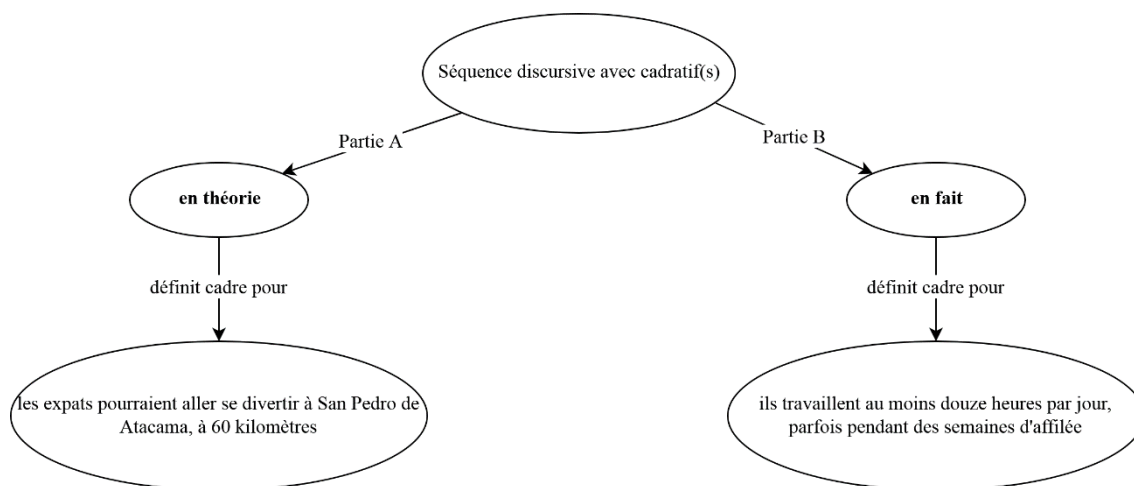 Séquence discursive avec cadratif(s)
Partie A
Partie B
en théorie
en fait
définit cadre pour
définit cadre pour
les expats pourraient aller se divertir à San Pedro de
Atacama, à 60 kilomètres
ils travaillent au moins douze heures par jour,
parfois pendant des semaines d'affilée